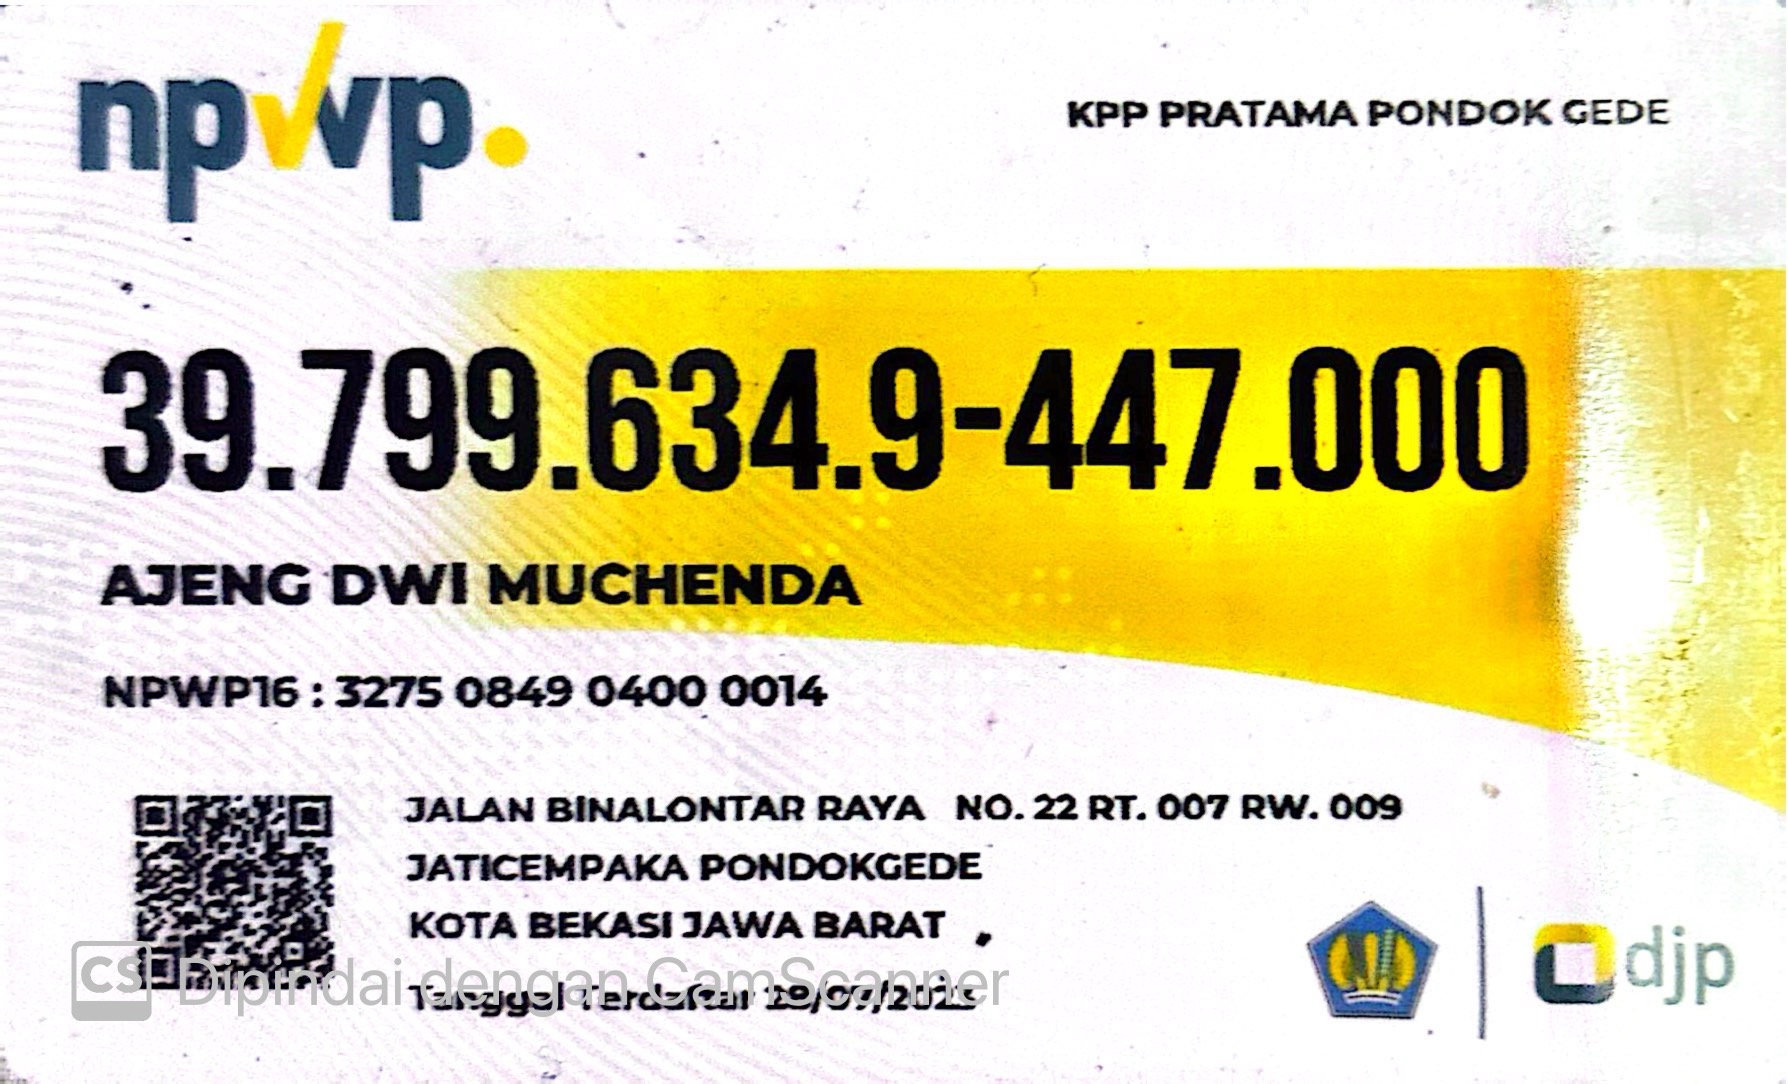 npwp.
KPP PRATAMA PONDOK GEDE
39.799.634.9-447.000
AJENG DWI MUCHENDA
NPWP16 : 3275 0849 0400 0014
JALAN BINALONTAR RAYA NO. 22 RT. 007 RW. 009
JATICEMPAKA PONDOKGEDE
KOTA BEKASI JAWA BARAT
Tanggal Terdaftar
CS Dipindai dengan CamScanner
djp